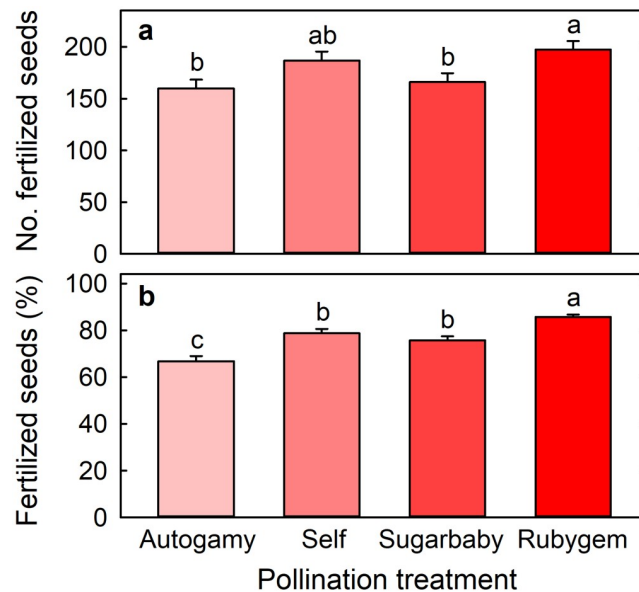 a
b
ab
b
a
No. fertilized seeds
200
150
100
50
0
b
c
b
b
a
Fertilized seeds (%)
100
80
60
40
20
0
Autogamy Self Sugarbaby Rubygem
Pollination treatment